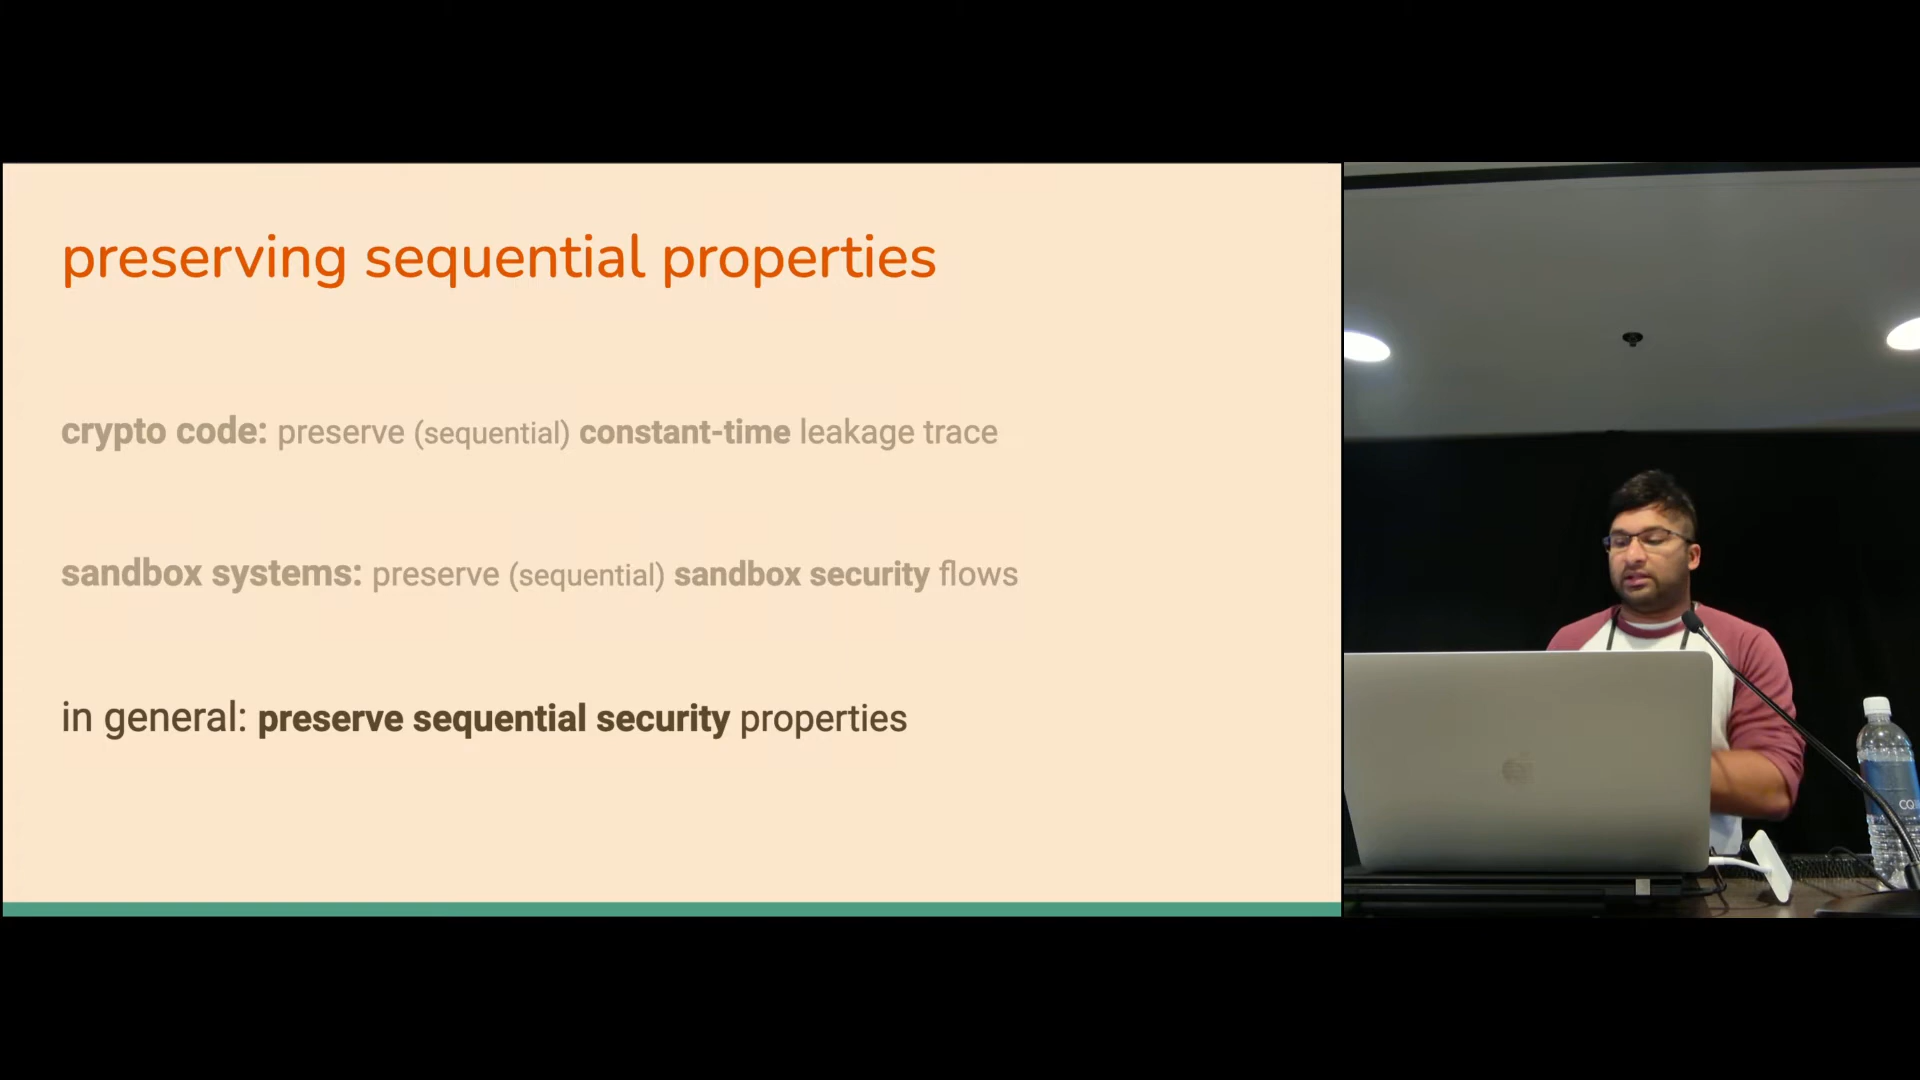 preserving sequential properties
crypto code: preserve (sequential) constant-time leakage trace
sandbox systems: preserve (sequential) sandbox security flows
in general: preserve sequential security properties
CQ